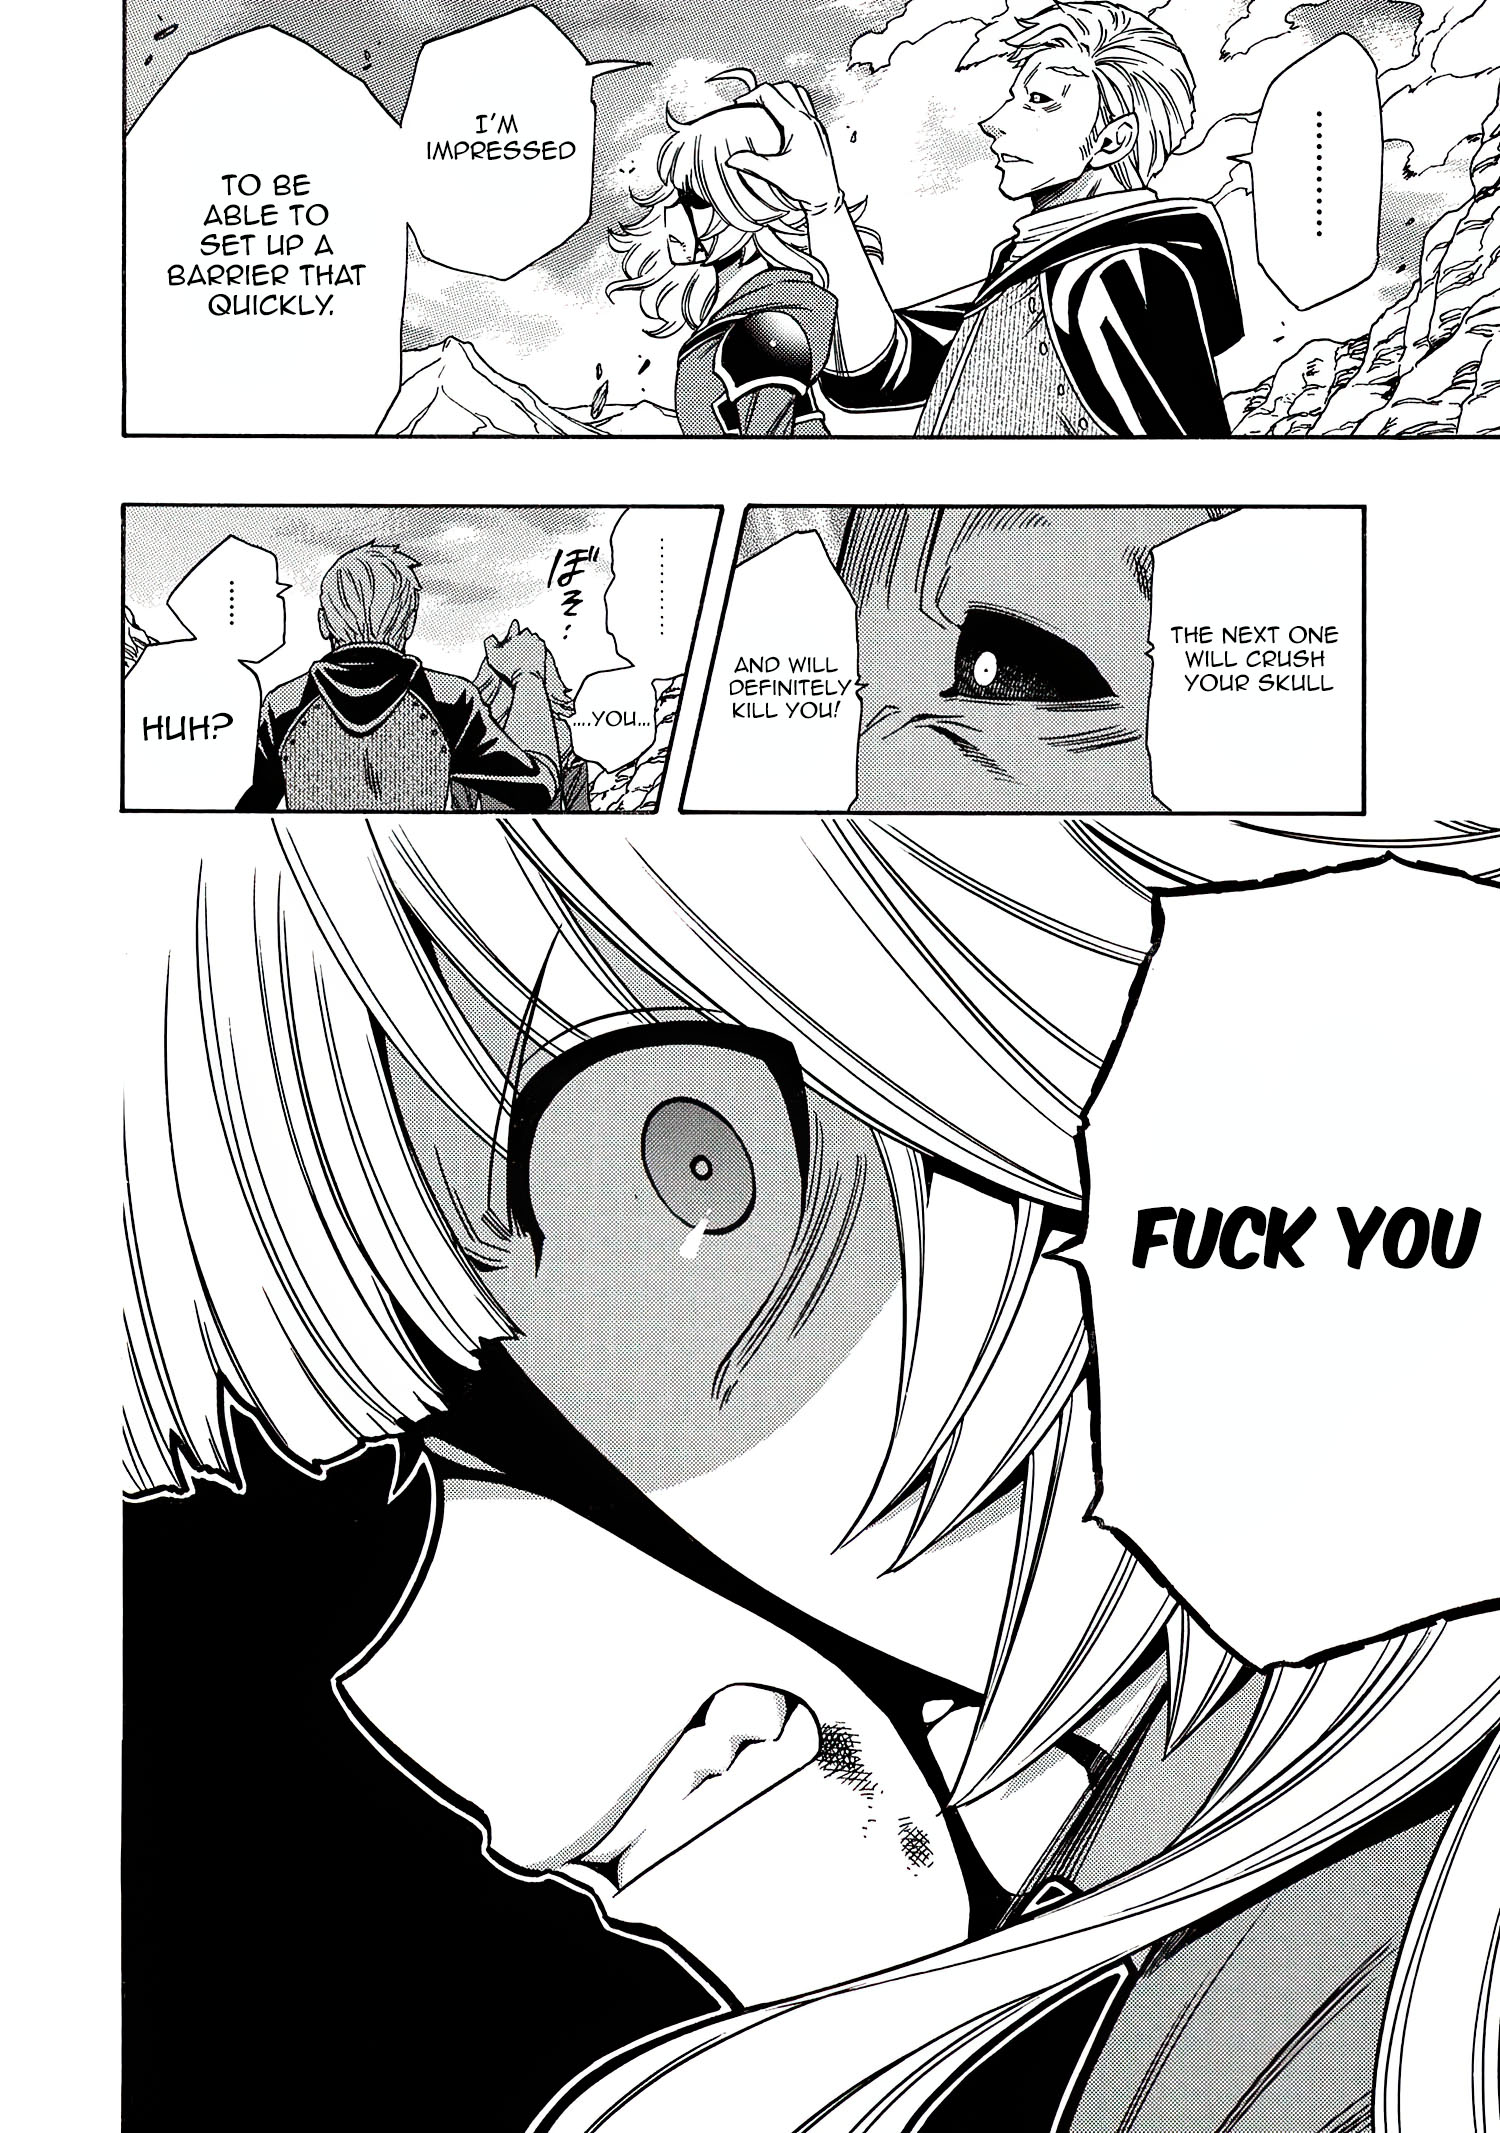 .........
I'M
IMPRESSED
TO BE
ABLE TO
SET UP A
BARRIER THAT
QUICKLY.
THE NEXT ONE
WILL CRUSH
YOUR SKULL
AND WILL
DEFINITELY
KILL YOU!
........
ぼそ・
....YOU...
.....
HUH?
FUCK YOU